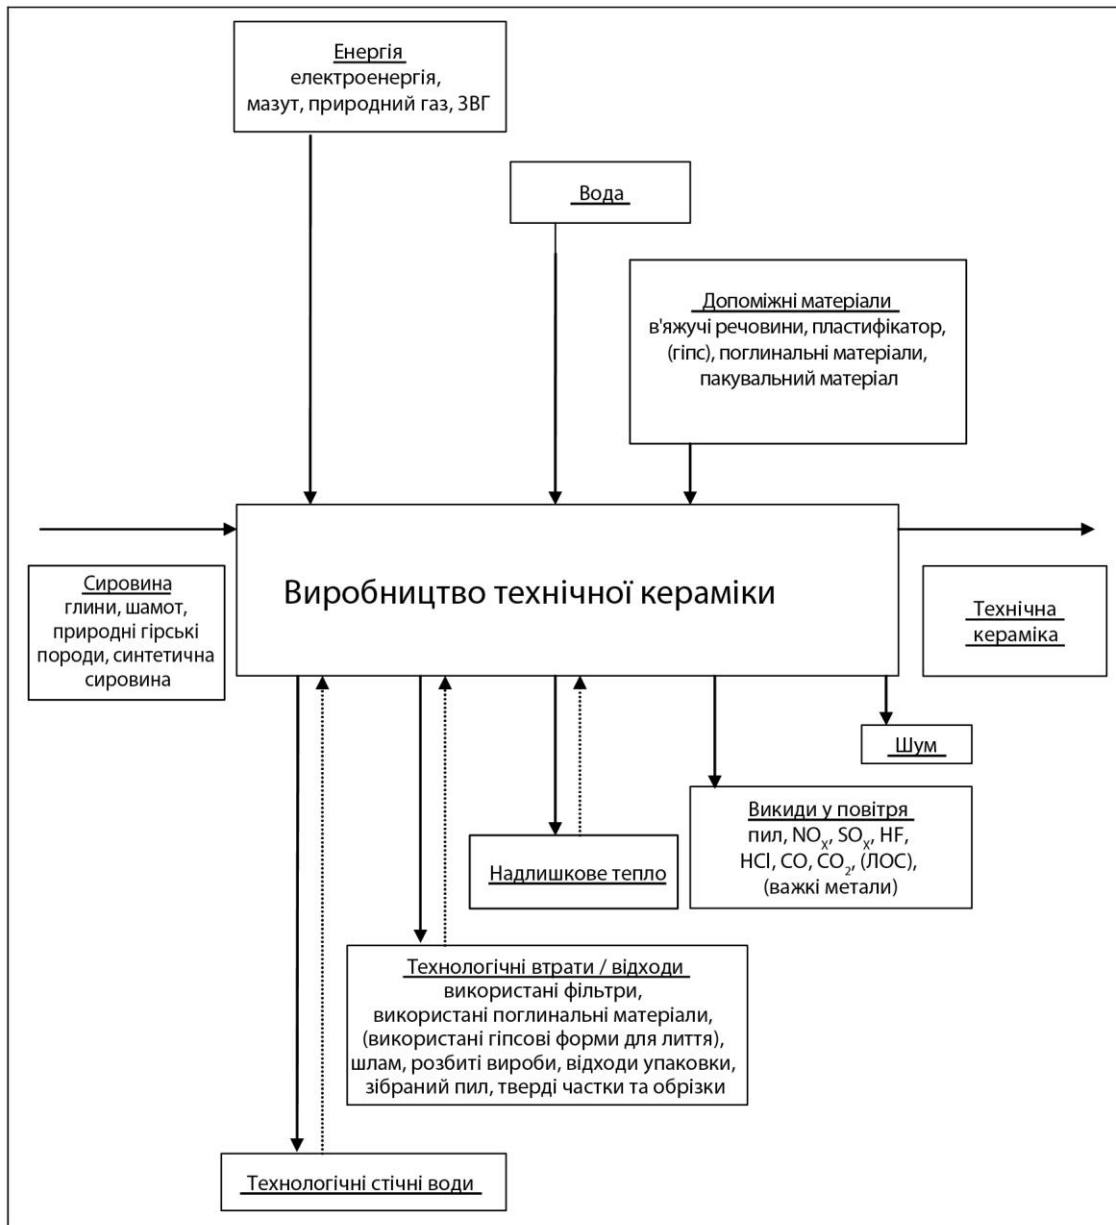 Енергія
електроенергія,
мазут, природний газ, ЗВГ
Вода
Допоміжні матеріали
в'яжучі речовини, пластифікатор,
(гіпс), поглинальні матеріали,
пакувальний матеріал
Виробництво технічної кераміки
Сировина
глини, шамот,
природні гірські
породи, синтетична
сировина
Технічна
кераміка
Шум
Викиди у повітря
пил, NOX, SOX, HF,
HCl, CO, CO2, (ЛОС),
(важкі метали)
Надлишкове тепло
Технологічні втрати / відходи
використані фільтри,
використані поглинальні матеріали,
(використані гіпсові форми для лиття),
шлам, розбиті вироби, відходи упаковки,
зібраний пил, тверді частки та обрізки
Технологічні стічні води